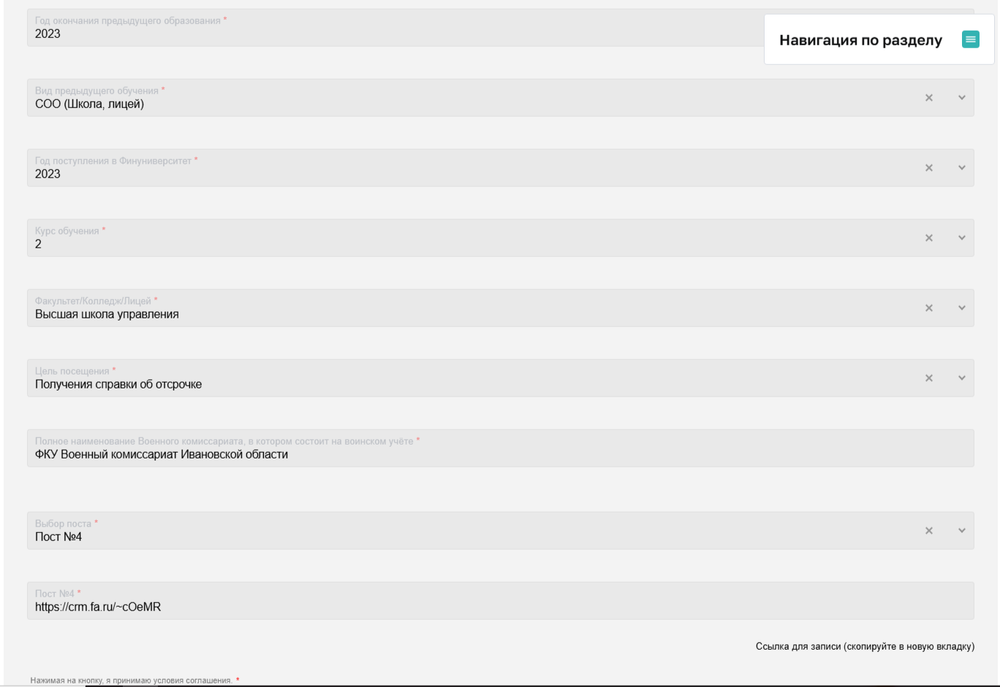 Год окончания предыдущего образования *
2023
Навигация по разделу
Вид предыдущего обучения *
СОО (Школа, лицей)
Год поступления в Финуниверситет *
2023
Курс обучения *
2
Факультет/Колледж/Лицей *
Высшая школа управления
Цель посещения *
Получения справки об отсрочке
Полное наименование Военного комиссариата, в котором состоит на воинском учёте *
ФКУ Военный комиссариат Ивановской области
Выбор поста *
Пост №4
Пост №4 *
https://crm.fa.ru/~cOeMR
Ссылка для записи (скопируйте в новую вкладку)
Нажимая на кнопку, я принимаю условия соглашения. *